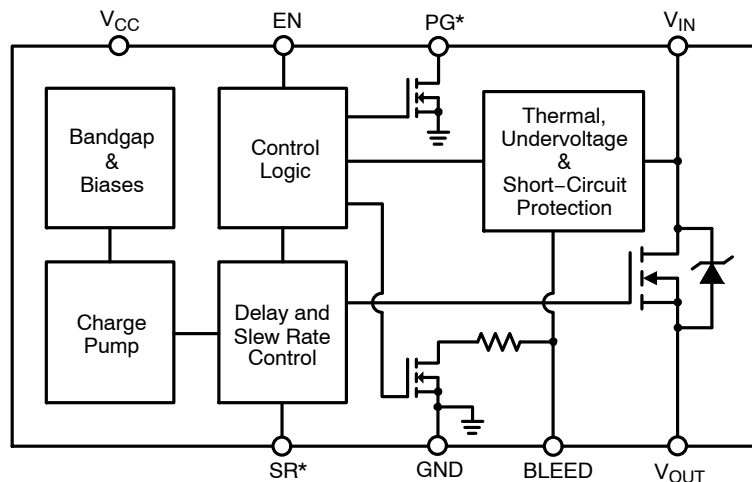 VCC
EN
PG*
VIN
Bandgap
&
Biases
Control
Logic
Thermal,
Undervoltage
&
Short−Circuit
Protection
Charge
Pump
Delay and
Slew Rate
Control
SR*
GND
BLEED
VOUT